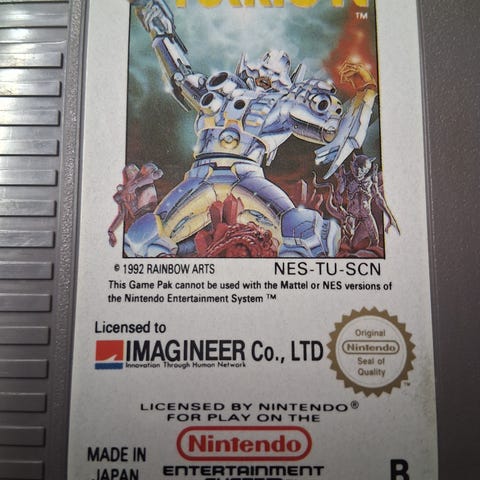 TM
© 1992 RAINBOW ARTS NES-TU-SCN
This Game Pak cannot be used with the Mattel or NES versions of
the Nintendo Entertainment System ™
Licensed to
IMAGINEER Co., LTD
Innovation Through Human Network
Original
Nintendo
Seal of
Quality
TM
LICENSED BY NINTENDO®
FOR PLAY ON THE
Nintendo
ENTERTAINMENT
SYSTEM
MADE IN
JAPAN
B